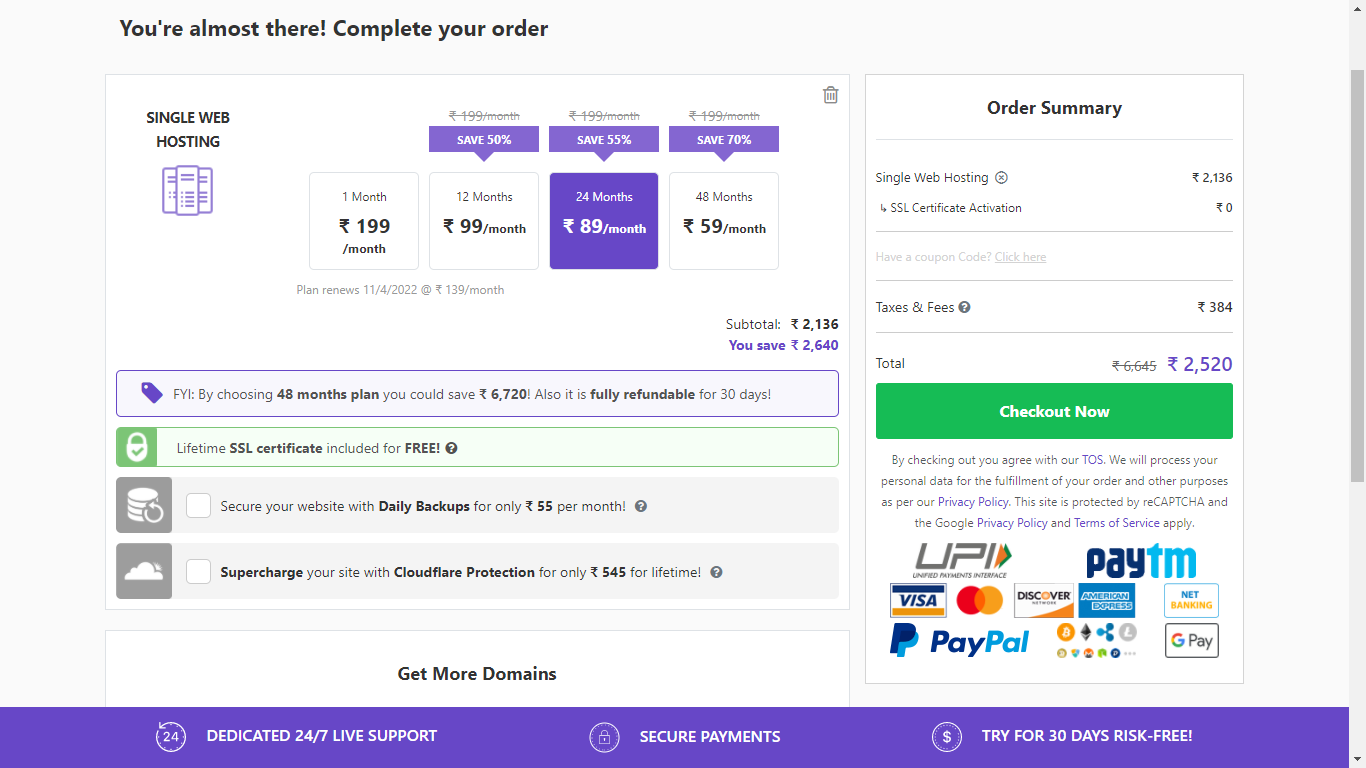 You're almost there! Complete your order
SINGLE WEB
HOSTING
₹ 199/month
₹ 199/month
₹ 199/month
SAVE 50%
SAVE 55%
SAVE 70%
1 Month
₹ 199
/month
12 Months
₹ 99/month
24 Months
₹ 89/month
48 Months
₹ 59/month
Plan renews 11/4/2022 @ ₹ 139/month
Subtotal: ₹ 2,136
You save ₹ 2,640
FYI: By choosing 48 months plan you could save ₹ 6,720! Also it is fully refundable for 30 days!
Lifetime SSL certificate included for FREE! ?
Secure your website with Daily Backups for only ₹ 55 per month! ?
Supercharge your site with Cloudflare Protection for only ₹ 545 for lifetime! ?
Get More Domains
Order Summary
Single Web Hosting ₹ 2,136
↳ SSL Certificate Activation ₹ 0
Have a coupon Code? Click here
Taxes & Fees ? ₹ 384
Total ₹ 6,645 ₹ 2,520
Checkout Now
By checking out you agree with our TOS. We will process your
personal data for the fulfillment of your order and other purposes
as per our Privacy Policy. This site is protected by reCAPTCHA and
the Google Privacy Policy and Terms of Service apply.
UPI
UNIFIED PAYMENTS INTERFACE
paytm
VISA
DISCOVER
NETWORK
AMERICAN
EXPRESS
NET
BANKING
P PayPal
G Pay
24
DEDICATED 24/7 LIVE SUPPORT
SECURE PAYMENTS
$
TRY FOR 30 DAYS RISK-FREE!